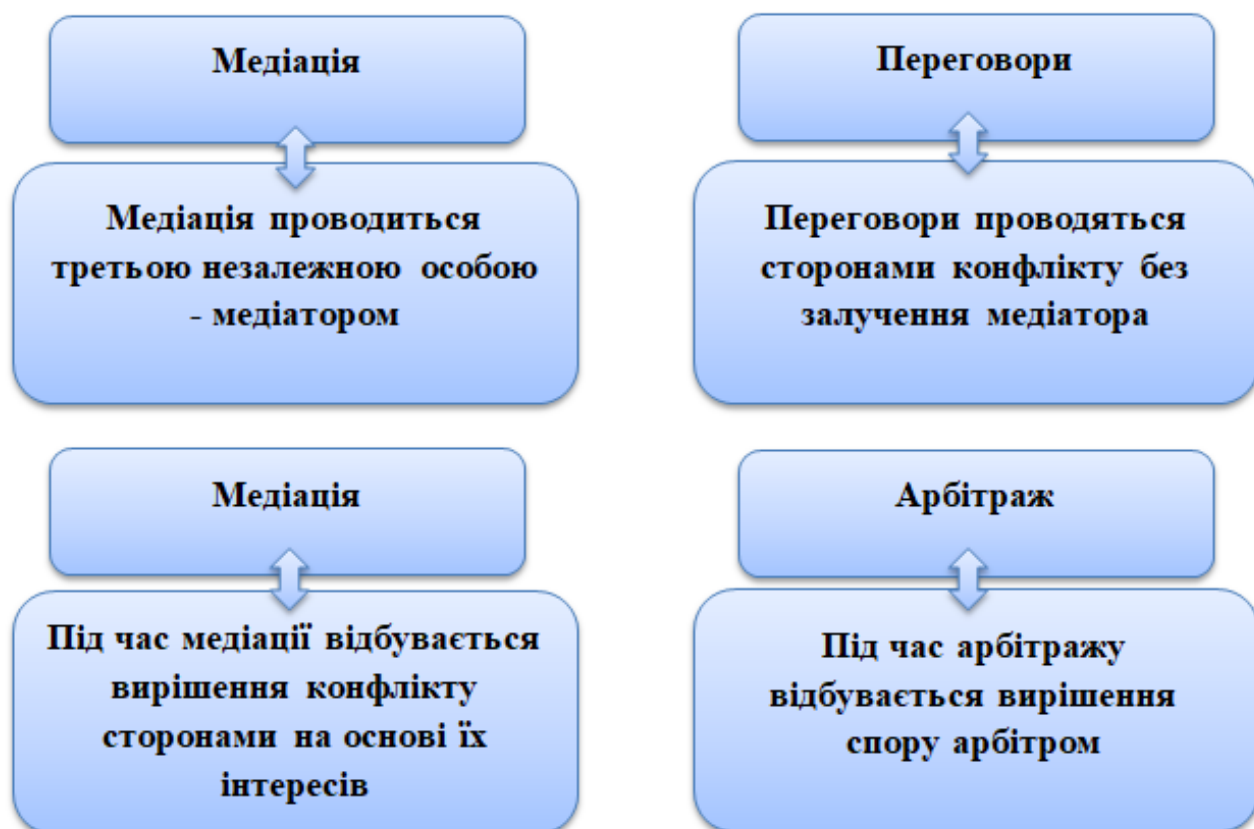 Медіація
Медіація проводиться
третьою незалежною особою
- медіатором
Переговори
Переговори проводяться
сторонами конфлікту без
залучення медіатора
Медіація
Під час медіації відбувається
вирішення конфлікту
сторонами на основі їх
інтересів
Арбітраж
Під час арбітражу
відбувається вирішення
спору арбітром